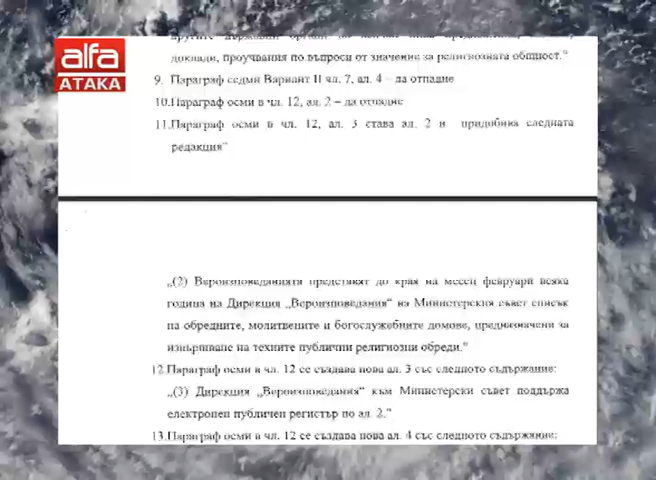 alfa
АТАКА
другите държавни органи
доклади, проучвания по въпроси от значение за религиозната общност."
9. Параграф седми Вариант II чл. 7, ал. 4 – да отпадне
10.Параграф осми в чл. 12, ал. 2 – да отпадне
11.Параграф осми в чл. 12, ал. 3 става ал. 2 и придобива следната
редакция"
„(2) Вероизповеданията представят до края на месец февруари всяка
година на Дирекция „Вероизповедания" на Министерския съвет списък
на обредните, молитвените и богослужебните домове, предназначени за
извършване на техните публични религиозни обреди."
12.Параграф осми в чл. 12 се създава нова ал. 3 със следното съдържание:
„(3) Дирекция „Вероизповедания" към Министерски съвет поддържа
електронен публичен регистър по ал. 2."
13.Параграф осми в чл. 12 се създава нова ал. 4 със следното съдържание: